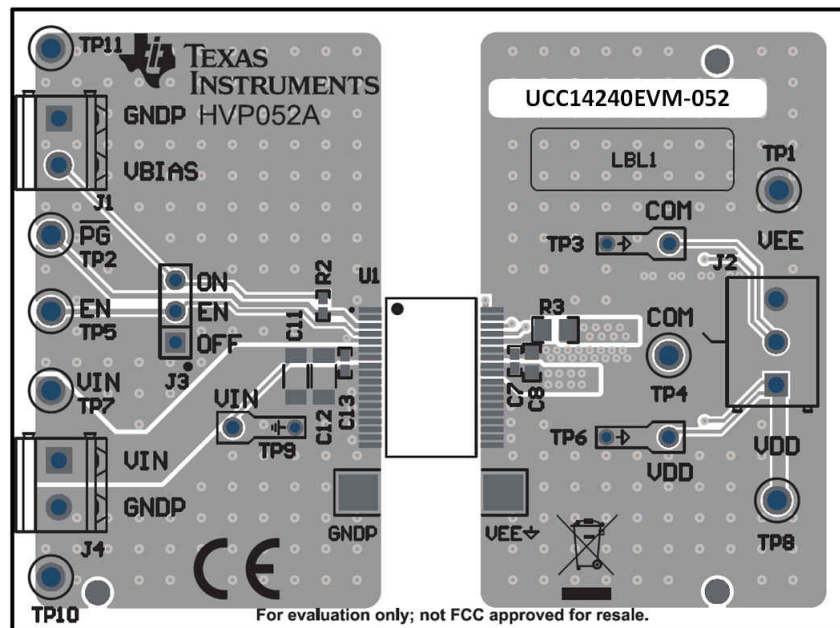 TP11
TEXAS
INSTRUMENTS
GNDP HVP052A
VBIAS
J1
PG
TP2
ON
R2
U1
EN
EN
TP5
C11
OFF
VIN
J3
TP7
VIN
C12
C13
TP9
VIN
GNDP
J4
GNDP
CE
TP10
UCC14240EVM-052
LBL1
TP1
COM
TP3
VEE
J2
R3
COM
TP4
C7
C8
TP6
VDD
VDD
VEE
TP8
For evaluation only; not FCC approved for resale.